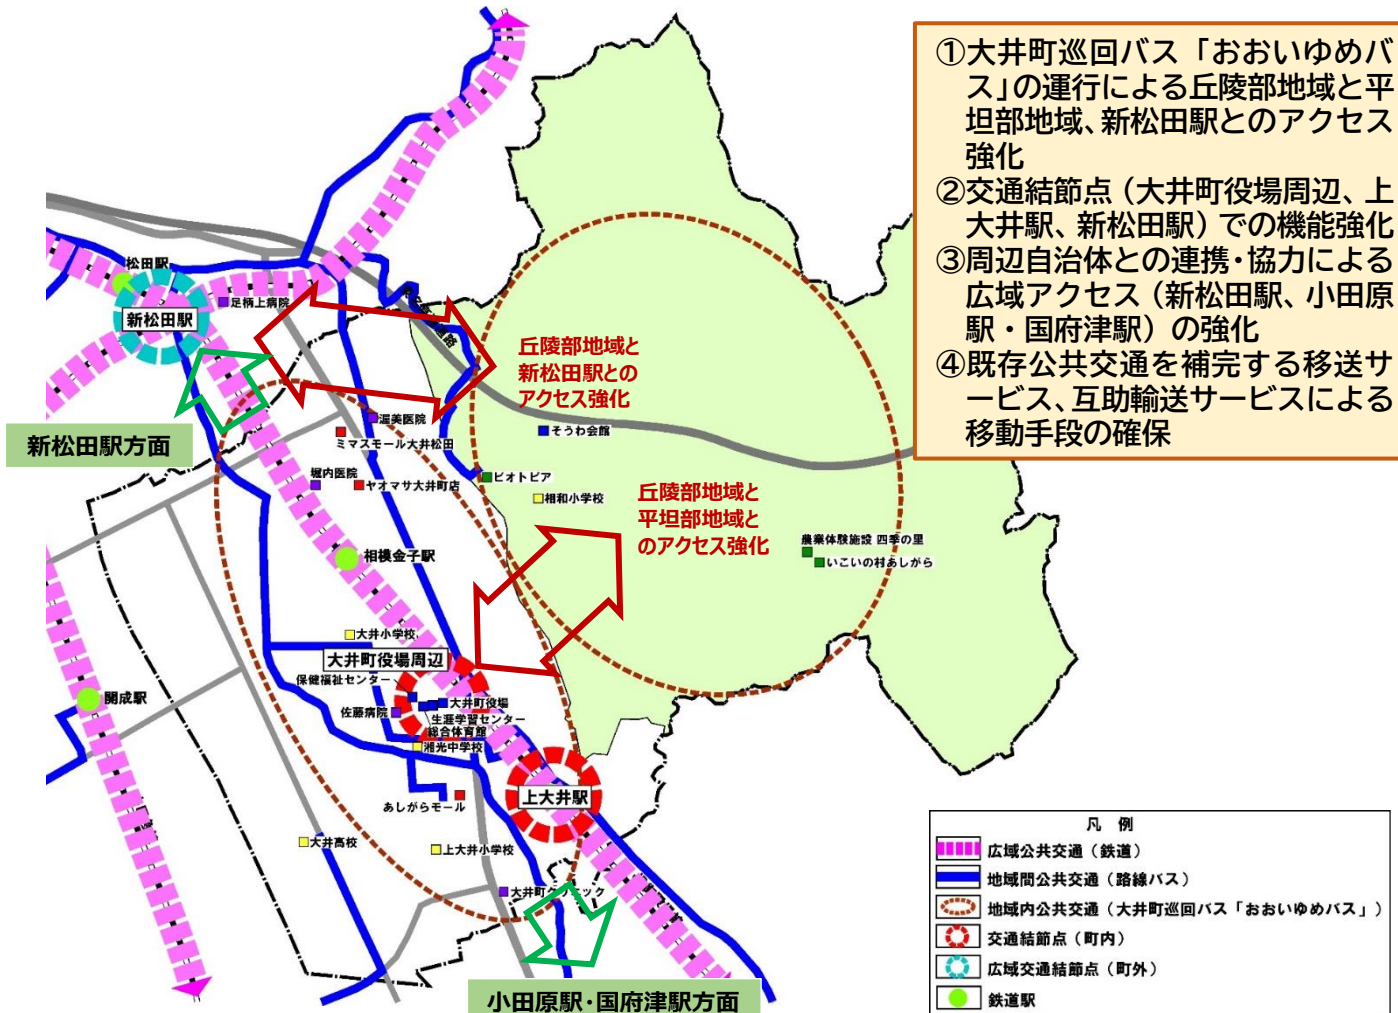 ①大井町巡回バス「おおいゆめバ
ス」の運行による丘陵部地域と平
坦部地域、新松田駅とのアクセス
強化
②交通結節点（大井町役場周辺、上
大井駅、新松田駅）での機能強化
③周辺自治体との連携・協力による
広域アクセス（新松田駅、小田原
駅・国府津駅）の強化
④既存公共交通を補完する移送サ
ービス、互助輸送サービスによる
移動手段の確保
松田駅
足柄上病院
新松田駅
丘陵部地域と
新松田駅との
アクセス強化
新松田駅方面
渥美医院
ミマスモール大井松田
そうわ会館
堀内医院
ヤオマサ大井町店
ビオトピア
相和小学校
丘陵部地域と
平坦部地域と
のアクセス強化
農業体験施設 四季の里
いこいの村あしがら
相模金子駅
大井小学校
大井町役場周辺
保健福祉センター
開成駅
佐藤病院
大井町役場
生涯学習センター
総合体育館
湘光中学校
上大井駅
あしがらモール
大井高校
上大井小学校
大井町クリニック
小田原駅・国府津駅方面
凡 例
広域公共交通（鉄道）
地域間公共交通（路線バス）
地域内公共交通（大井町巡回バス「おおいゆめバス」）
交通結節点（町内）
広域交通結節点（町外）
鉄道駅